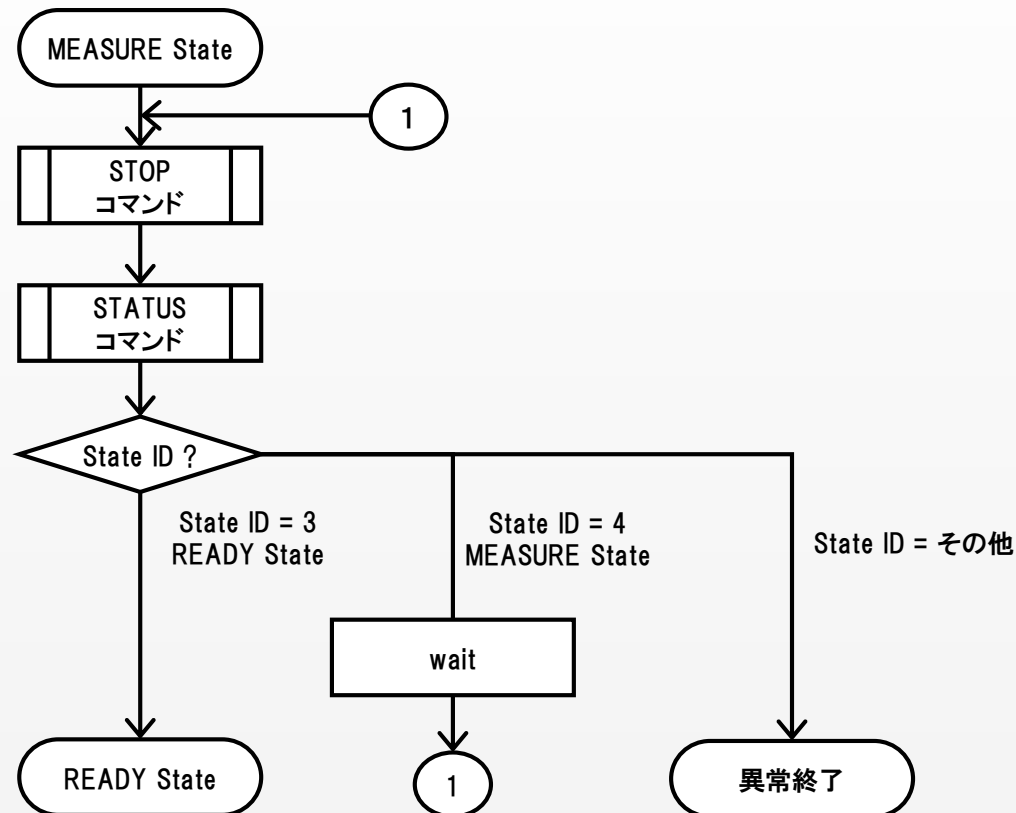 MEASURE State
1
STOP
コマンド
STATUS
コマンド
State ID ?
State ID = 3
READY State
State ID = 4
MEASURE State
State ID = その他
wait
READY State
1
異常終了